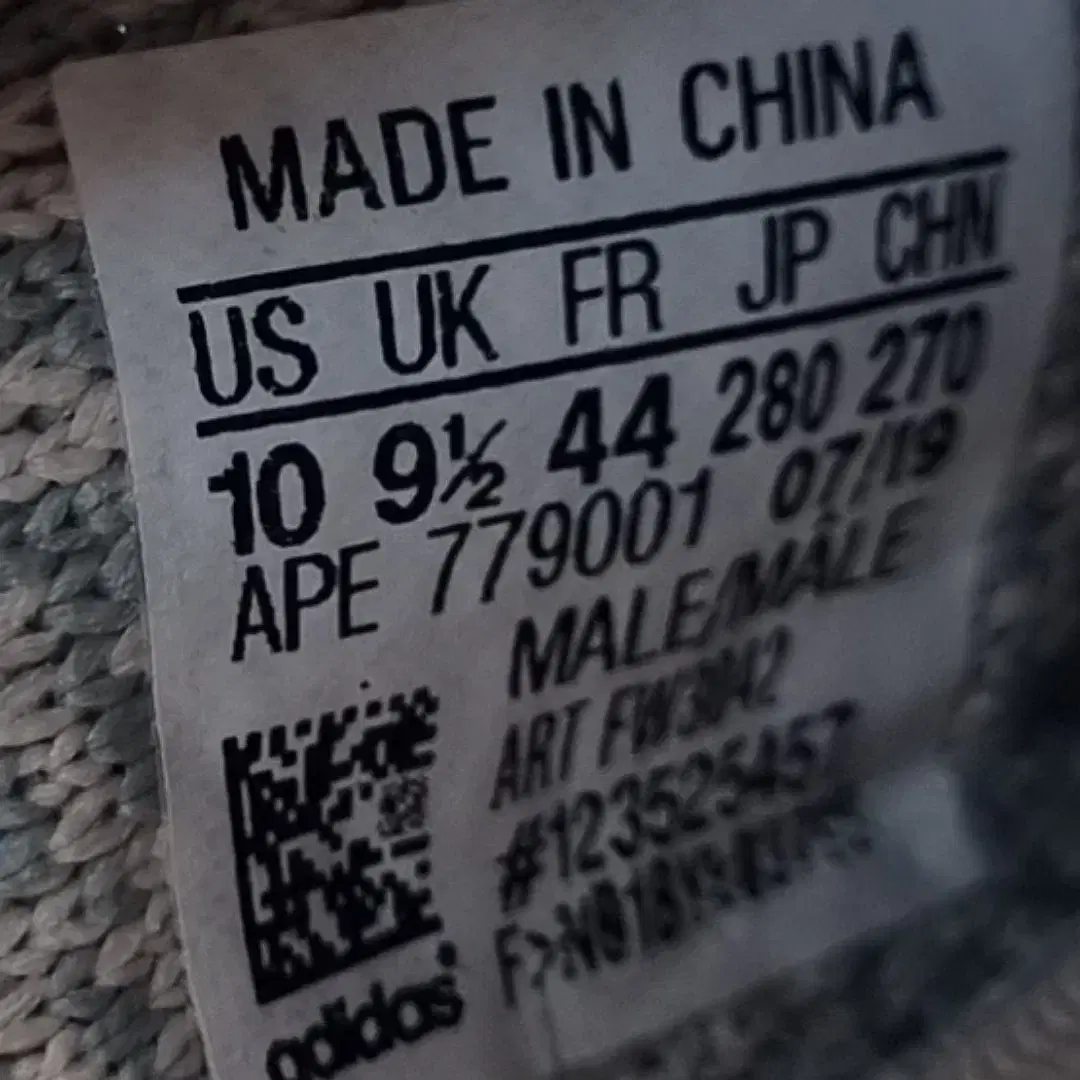 MADE IN CHINA
US UK FR JP CHN
10 9½ 44 280 270
APE 779001 07/19
MALE/MÂLE
ART FW3042
#123525457
adidas